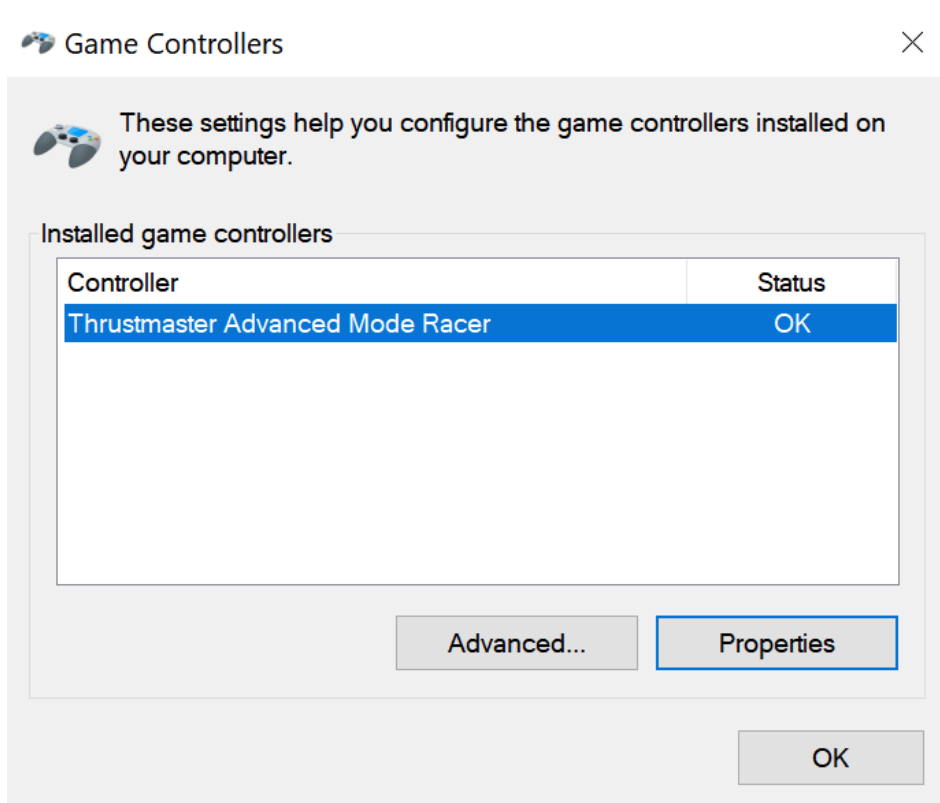 Game Controllers
These settings help you configure the game controllers installed on
your computer.
Installed game controllers
Controller Status
Thrustmaster Advanced Mode Racer OK
Advanced... Properties
OK